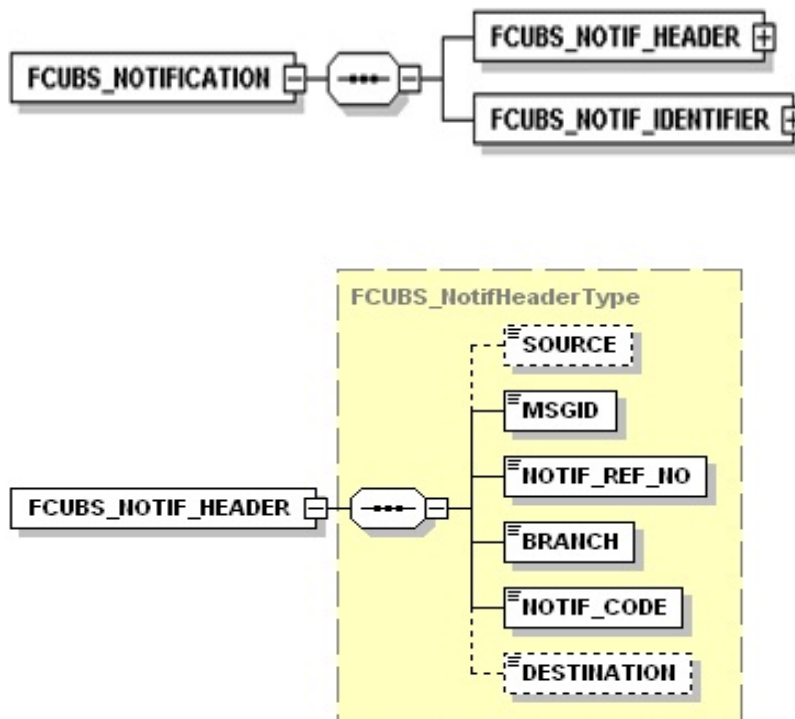 FCUBS_NOTIF_HEADER
FCUBS_NOTIFICATION
FCUBS_NOTIF_IDENTIFIER
FCUBS_NotifHeaderType
SOURCE
MSGID
NOTIF_REF_NO
FCUBS_NOTIF_HEADER
BRANCH
NOTIF_CODE
DESTINATION